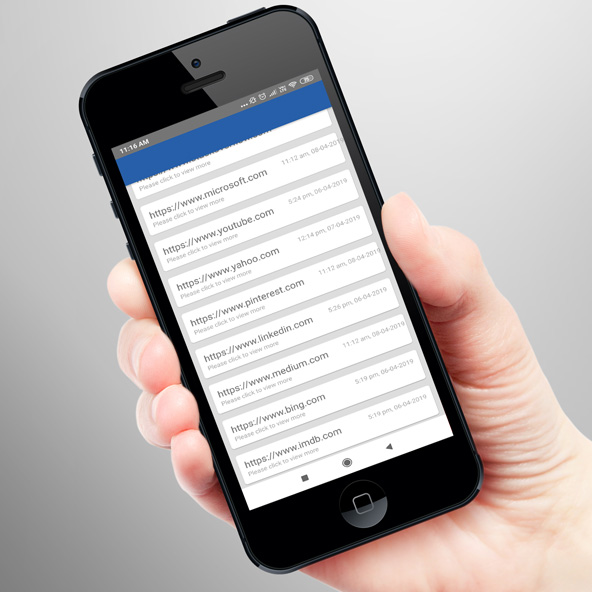 11:16 AM
Please click to view more
https://www.microsoft.com 11:12 am, 08-04-201
Please click to view more
https://www.youtube.com 5:24 pm, 06-04-2019
Please click to view more
https://www.yahoo.com 12:14 pm, 07-04-2019
Please click to view more
https://www.pinterest.com 11:12 am, 08-04-201
Please click to view more
https://www.linkedin.com 5:26 pm, 06-04-2019
Please click to view more
https://www.medium.com 11:12 am, 08-04-2019
Please click to view more
https://www.bing.com 5:19 pm, 06-04-2019
Please click to view more
https://www.imdb.com 5:19 pm, 06-04-2019
Please click to view more